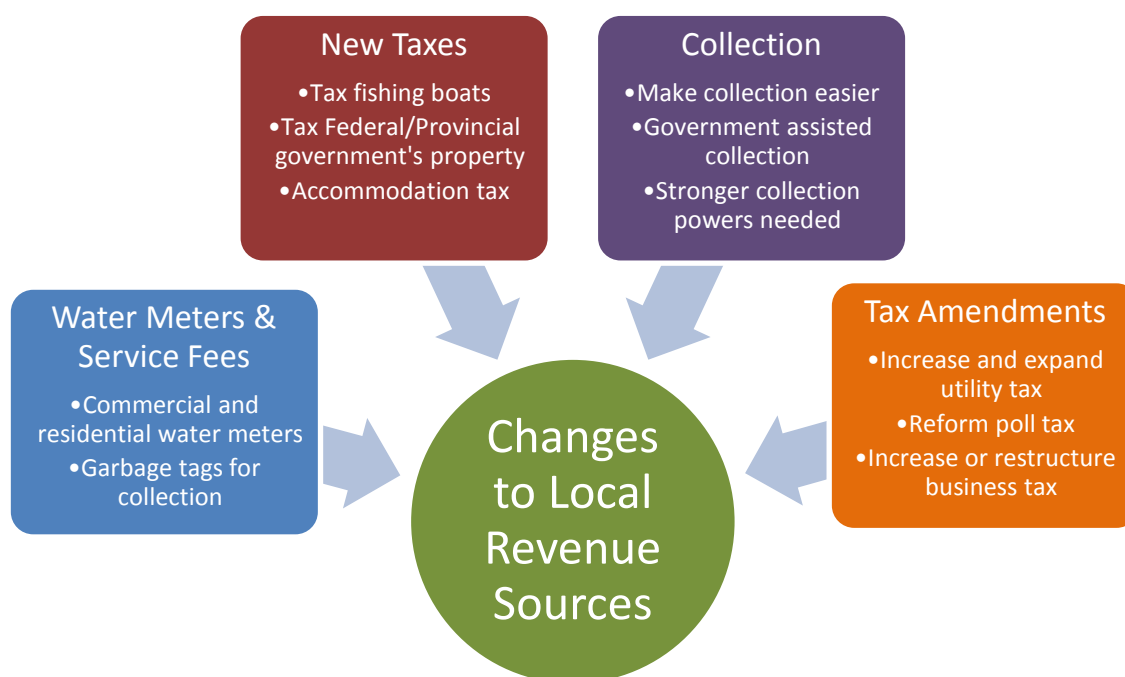 New Taxes
•Tax fishing boats
•Tax Federal/Provincial
government's property
•Accommodation tax
Collection
•Make collection easier
•Government assisted
collection
•Stronger collection
powers needed
Water Meters &
Service Fees
•Commercial and
residential water meters
•Garbage tags for
collection
Tax Amendments
•Increase and expand
utility tax
•Reform poll tax
•Increase or restructure
business tax
Changes
to Local
Revenue
Sources